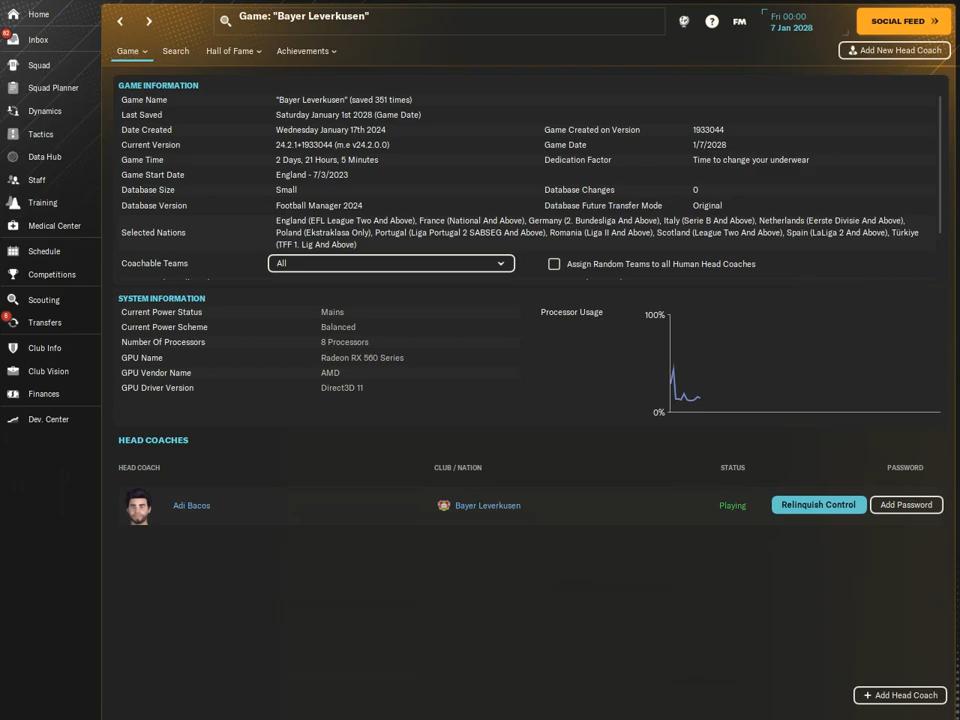 Home
62
Inbox
Squad
Squad Planner
Dynamics
Tactics
Data Hub
Staff
Training
Medical Center
Schedule
Competitions
Scouting
6
Transfers
Club Info
Club Vision
Finances
Dev. Center
Game: "Bayer Leverkusen"
? FM
Fri 00:00
7 Jan 2028
SOCIAL FEED
Game Search Hall of Fame Achievements
Add New Head Coach
GAME INFORMATION
Game Name "Bayer Leverkusen" (saved 351 times)
Last Saved Saturday January 1st 2028 (Game Date)
Date Created Wednesday January 17th 2024 Game Created on Version 1933044
Current Version 24.2.1+1933044 (m.e v24.2.0.0) Game Date 1/7/2028
Game Time 2 Days, 21 Hours, 5 Minutes Dedication Factor Time to change your underwear
Game Start Date England - 7/3/2023
Database Size Small Database Changes 0
Database Version Football Manager 2024 Database Future Transfer Mode Original
England (EFL League Two And Above), France (National And Above), Germany (2. Bundesliga And Above), Italy (Serie B And Above), Netherlands (Eerste Divisie And Above),
Selected Nations Poland (Ekstraklasa Only), Portugal (Liga Portugal 2 SABSEG And Above), Romania (Liga II And Above), Scotland (League Two And Above), Spain (LaLiga 2 And Above), Türkiye
(TFF 1. Lig And Above)
Coachable Teams All Assign Random Teams to all Human Head Coaches
SYSTEM INFORMATION
Current Power Status Mains Processor Usage 100%
Current Power Scheme Balanced
Number Of Processors 8 Processors
GPU Name Radeon RX 560 Series
GPU Vendor Name AMD
GPU Driver Version Direct3D 11
0%
HEAD COACHES
HEAD COACH CLUB / NATION STATUS PASSWORD
Adi Bacos Bayer Leverkusen Playing Relinquish Control Add Password
+ Add Head Coach